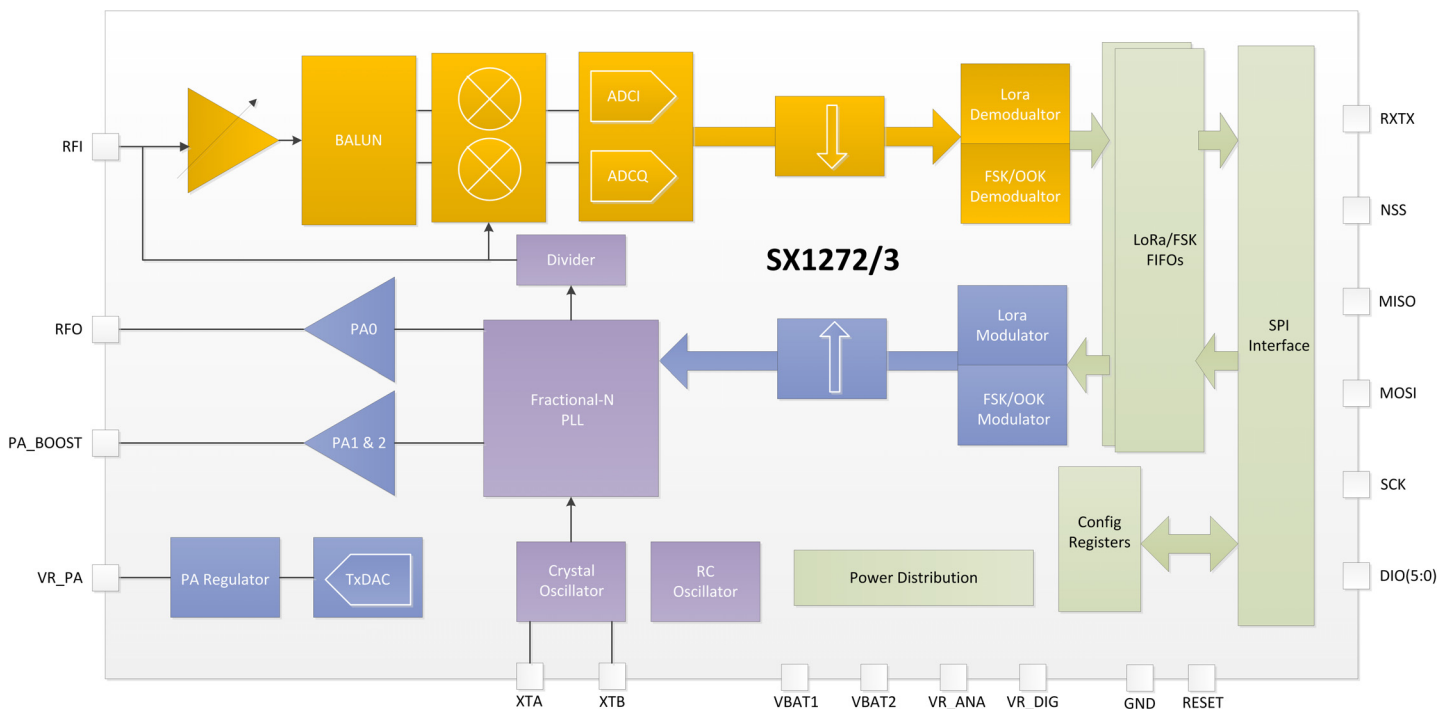 RFI
BALUN
ADCI
ADCQ
Lora
Demodualtor
FSK/OOK
Demodualtor
LoRa/FSK
FIFOs
SPI
Interface
RXTX
NSS
MISO
MOSI
SCK
DIO(5:0)
SX1272/3
Divider
RFO
PA0
Fractional-N
PLL
Lora
Modulator
FSK/OOK
Modulator
PA_BOOST
PA1 & 2
VR_PA
PA Regulator
TxDAC
Crystal
Oscillator
RC
Oscillator
Power Distribution
Config
Registers
XTA
XTB
VBAT1
VBAT2
VR_ANA
VR_DIG
GND
RESET